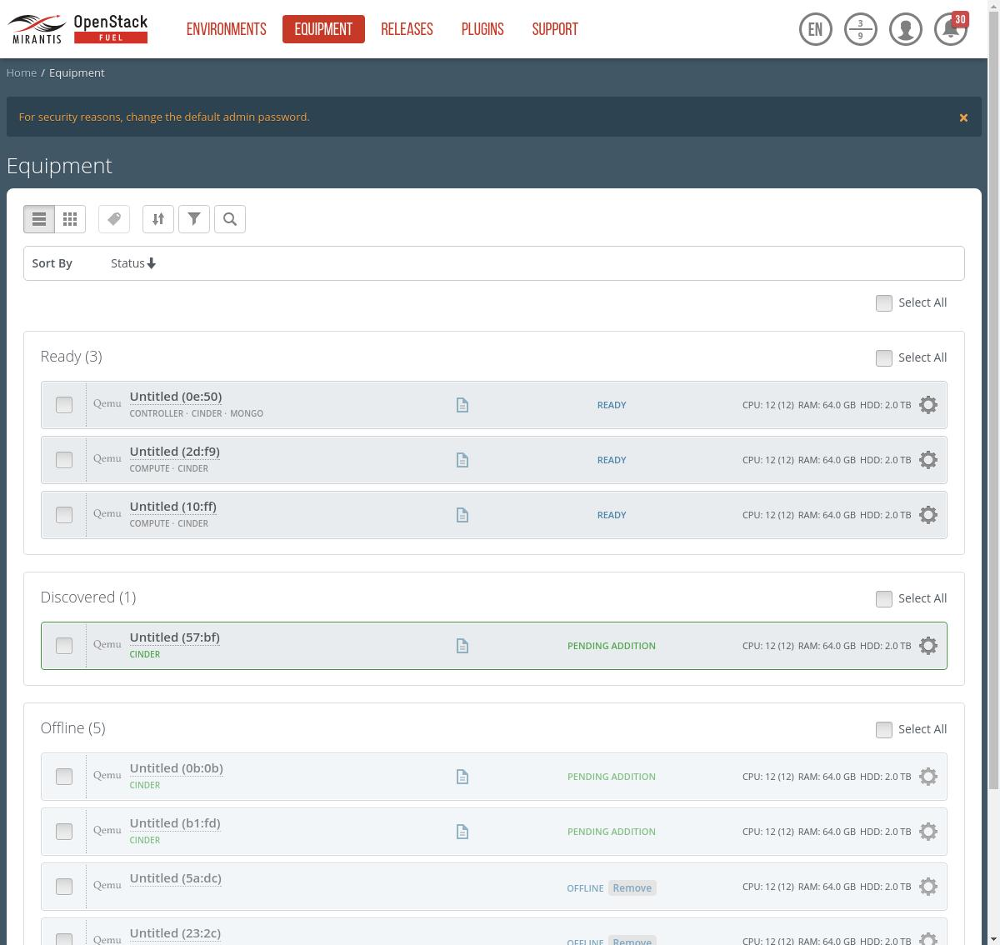 MIRANTIS
OpenStack
FUEL
ENVIRONMENTS EQUIPMENT RELEASES PLUGINS SUPPORT
EN
3
9
30
Home / Equipment
For security reasons, change the default admin password.
Equipment
Sort By Status
Select All
Ready (3) Select All
Qemu Untitled (0e:50) READY CPU: 12 (12) RAM: 64.0 GB HDD: 2.0 TB
CONTROLLER · CINDER · MONGO
Qemu Untitled (2d:f9) READY CPU: 12 (12) RAM: 64.0 GB HDD: 2.0 TB
COMPUTE · CINDER
Qemu Untitled (10:ff) READY CPU: 12 (12) RAM: 64.0 GB HDD: 2.0 TB
COMPUTE · CINDER
Discovered (1) Select All
Qemu Untitled (57:bf) PENDING ADDITION CPU: 12 (12) RAM: 64.0 GB HDD: 2.0 TB
CINDER
Offline (5) Select All
Qemu Untitled (0b:0b) PENDING ADDITION CPU: 12 (12) RAM: 64.0 GB HDD: 2.0 TB
CINDER
Qemu Untitled (b1:fd) PENDING ADDITION CPU: 12 (12) RAM: 64.0 GB HDD: 2.0 TB
CINDER
Qemu Untitled (5a:dc) OFFLINE Remove CPU: 12 (12) RAM: 64.0 GB HDD: 2.0 TB
Qemu Untitled (23:2c) OFFLINE Remove CPU: 12 (12) RAM: 64.0 GB HDD: 2.0 TB